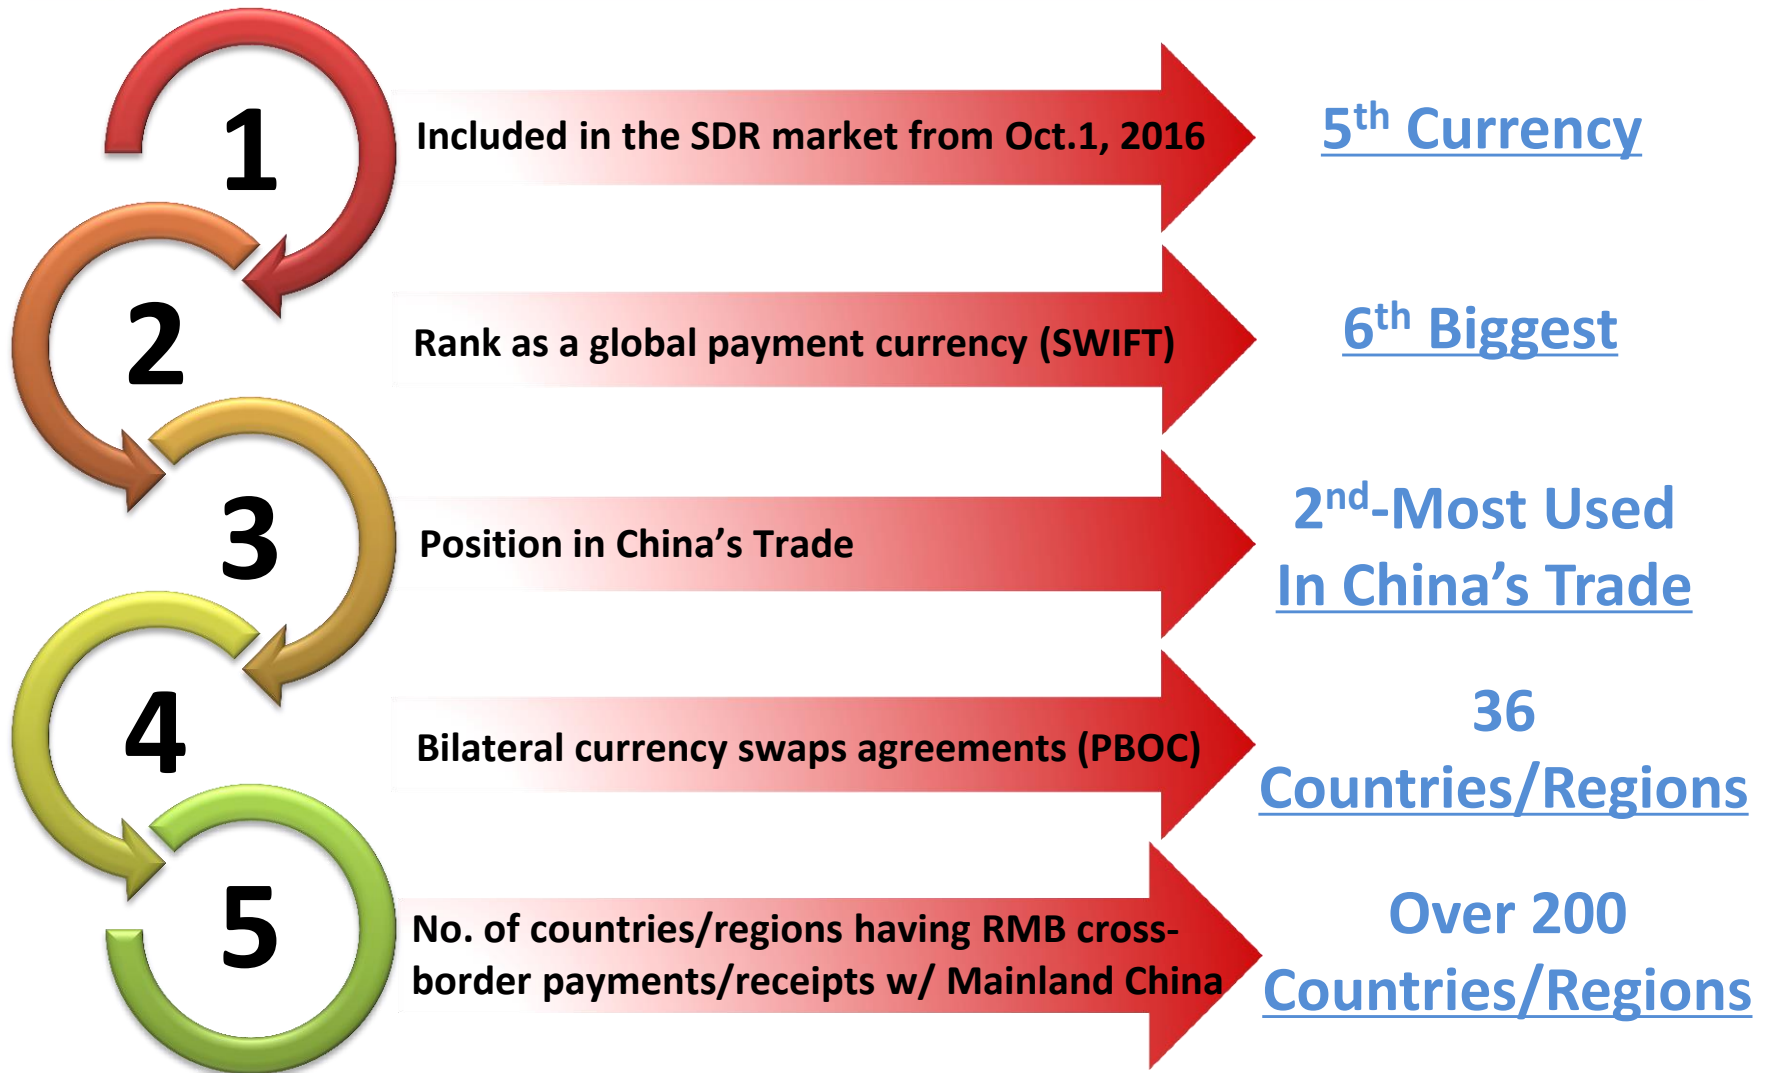 1
Included in the SDR market from Oct.1, 2016
5th Currency
2
Rank as a global payment currency (SWIFT)
6th Biggest
3
Position in China’s Trade
2nd-Most Used
In China’s Trade
4
Bilateral currency swaps agreements (PBOC)
36
Countries/Regions
5
No. of countries/regions having RMB cross-
border payments/receipts w/ Mainland China
Over 200
Countries/Regions